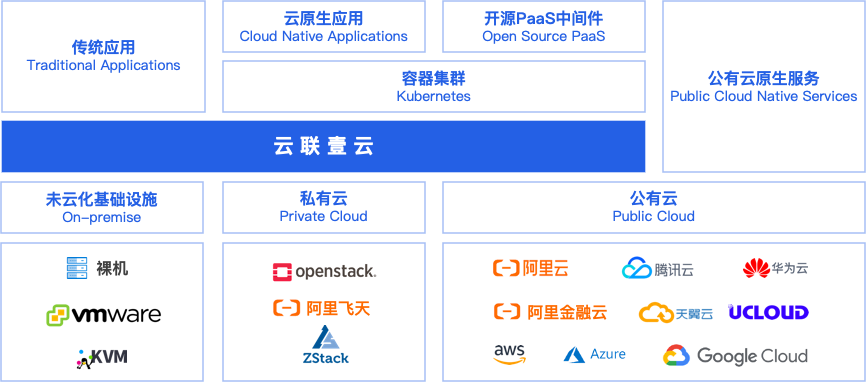 传统应用
Traditional Applications
云原生应用
Cloud Native Applications
开源PaaS中间件
Open Source PaaS
容器集群
Kubernetes
公有云原生服务
Public Cloud Native Services
云联壹云
未云化基础设施
On-premise
私有云
Private Cloud
公有云
Public Cloud
裸机
vmware
KVM
openstack.
阿里飞天
ZStack
阿里云
腾讯云
华为云
阿里金融云
天翼云
UCLOUD
aws
Azure
Google Cloud